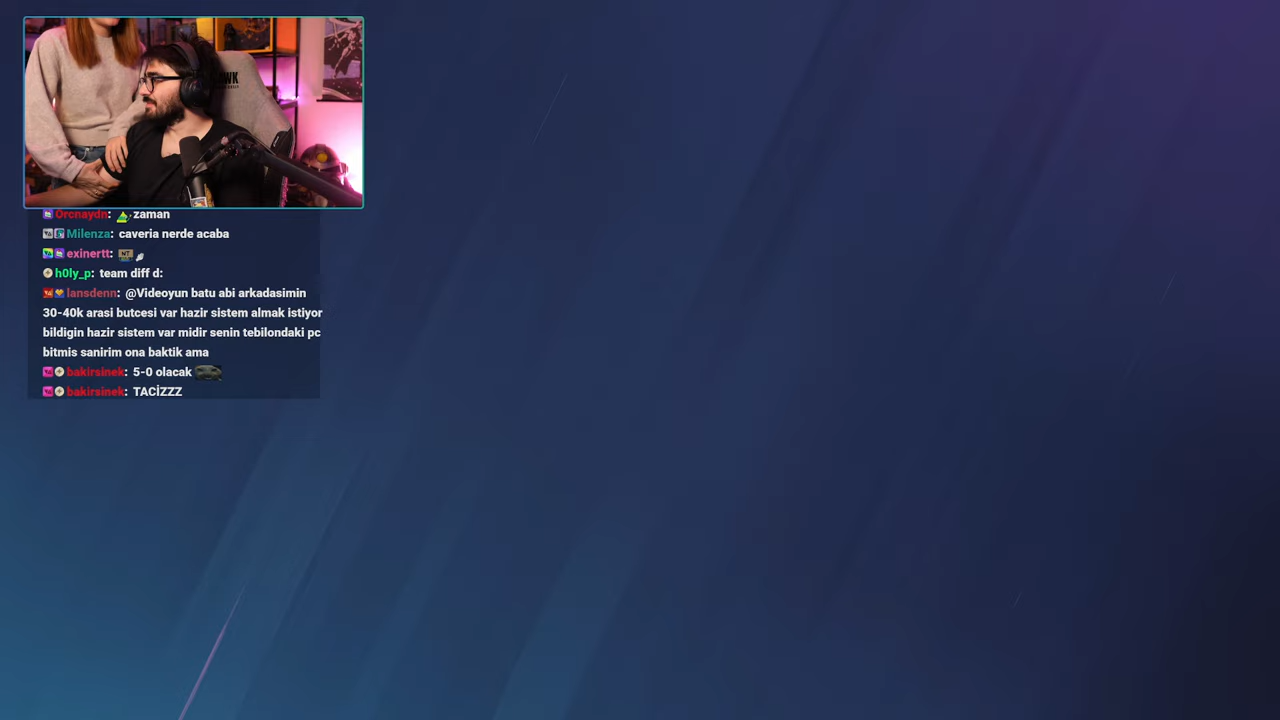 WK
Orcnaydn: zaman
Milenza: caveria nerde acaba
exinertt:
h0ly_p: team diff d:
lansdenn: @Videoyun batu abi arkadasimin
30-40k arasi butcesi var hazir sistem almak istiyor
bildigin hazir sistem var midir senin tebilondaki pc
bitmis sanirim ona baktik ama
bakirsinek: 5-0 olacak
bakirsinek: TACİZZZ